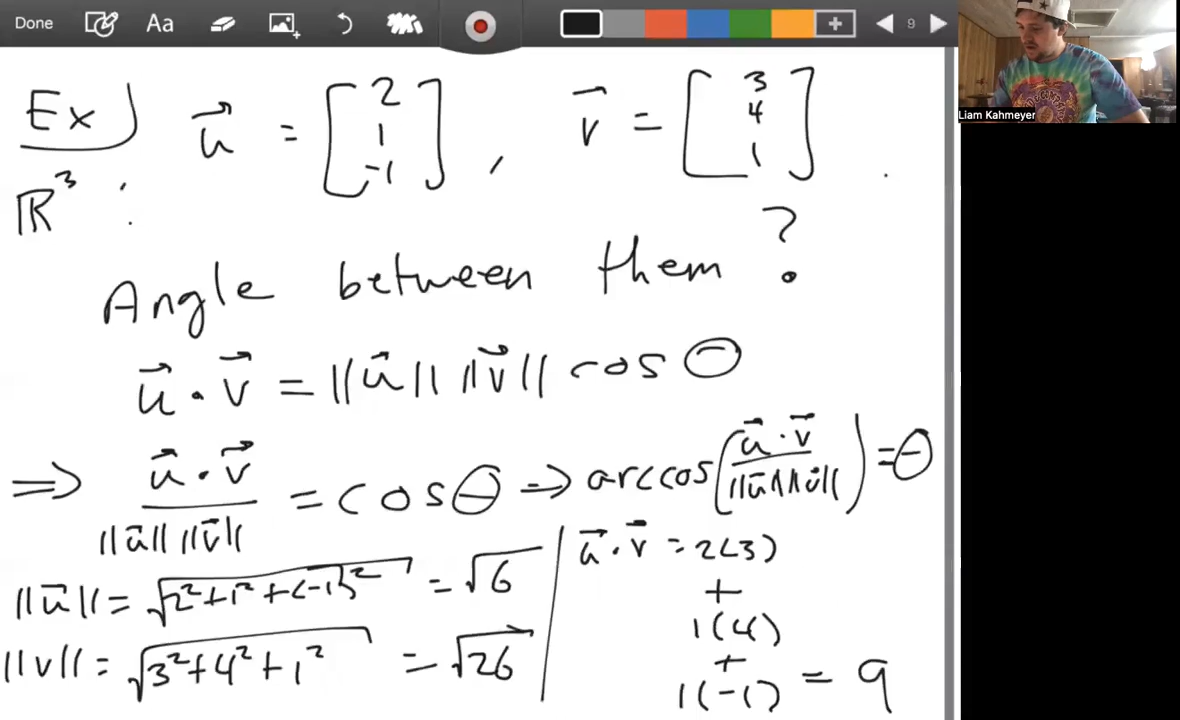 Done Aa 9
Liam Kahmeyer
Ex) u⃗ = [2 1 -1], v⃗ = [3 4 1].
ℝ³ :
Angle between them ?
u⃗ · v⃗ = ||u⃗|| ||v⃗|| cos θ
⇒ u⃗ · v⃗ / ||u⃗|| ||v⃗|| = cos θ ⇒ arccos(u⃗ · v⃗ / ||u⃗|| ||v⃗||) = θ
||u⃗|| = √(2² + 1² + (-1)²) = √6
||v|| = √(3² + 4² + 1²) = √26
u⃗ · v⃗ = 2(3)
+
1(4)
+
1(-1) = 9